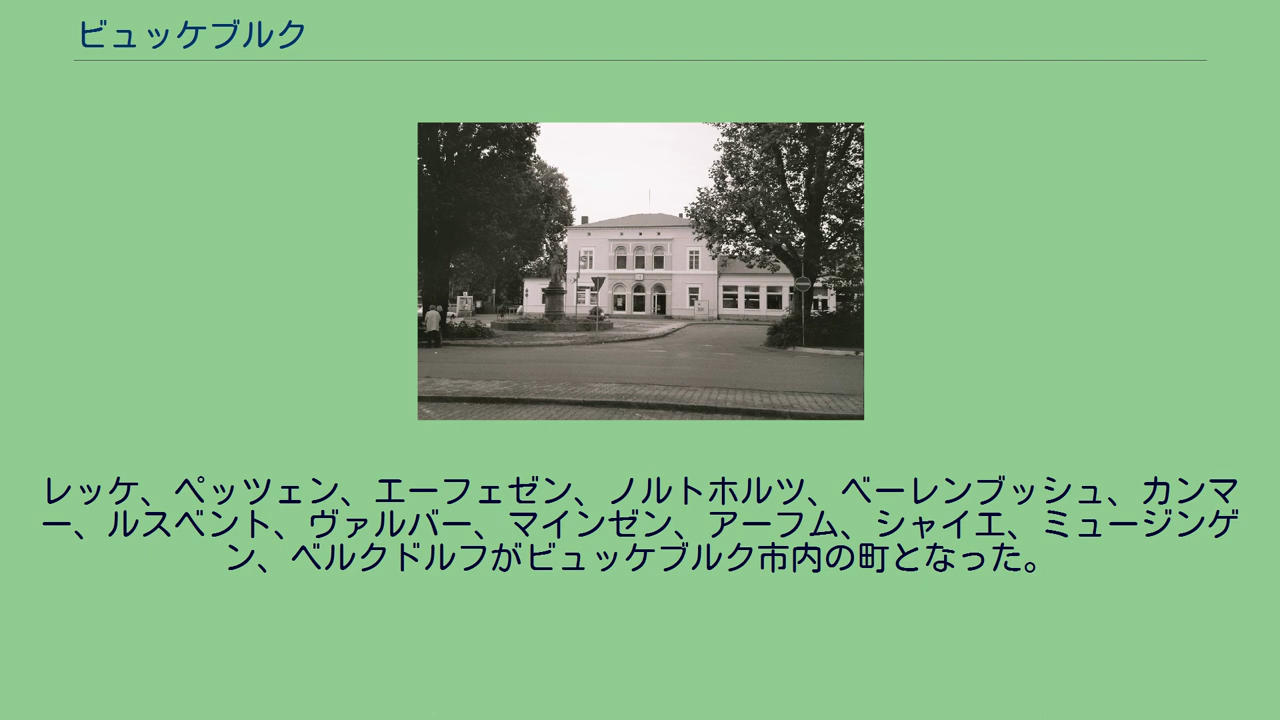 ビュッケブルク
レッケ、ペッツェン、エーフェゼン、ノルトホルツ、ベーレンブッシュ、カンマ
ー、ルスベント、ヴァルバー、マインゼン、アーフム、シャイエ、ミュージンゲ
ン、ベルクドルフがビュッケブルク市内の町となった。